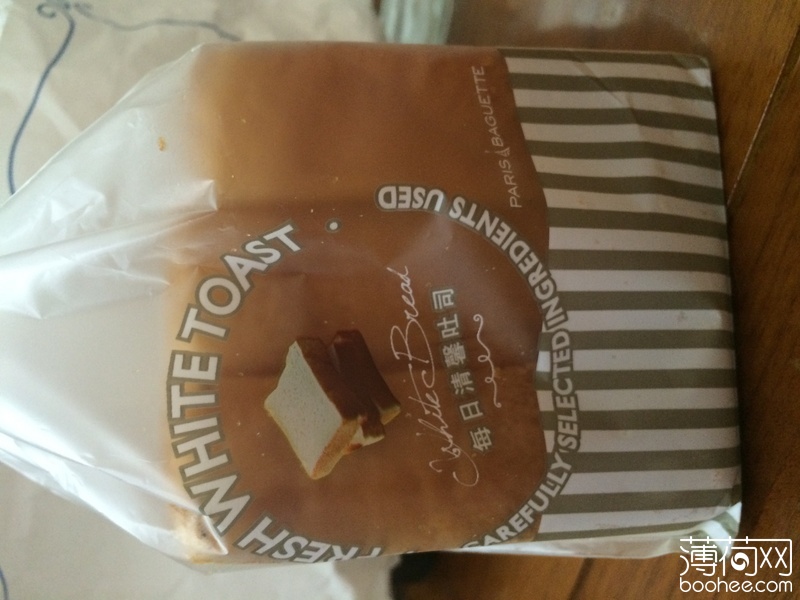 PARIS BAGUETTE
FRESH WHITE TOAST
White Bread
每日清馨吐司
CAREFULLY SELECTED INGREDIENTS USED
薄荷网
boohee.com